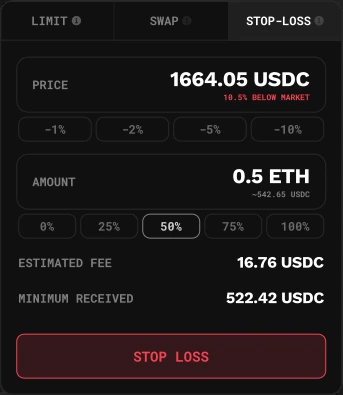 LIMIT
SWAP
STOP-LOSS
PRICE
1664.05 USDC
10.5% BELOW MARKET
-1%
-2%
-5%
-10%
AMOUNT
0.5 ETH
~542.65 USDC
0%
25%
50%
75%
100%
ESTIMATED FEE
16.76 USDC
MINIMUM RECEIVED
522.42 USDC
STOP LOSS